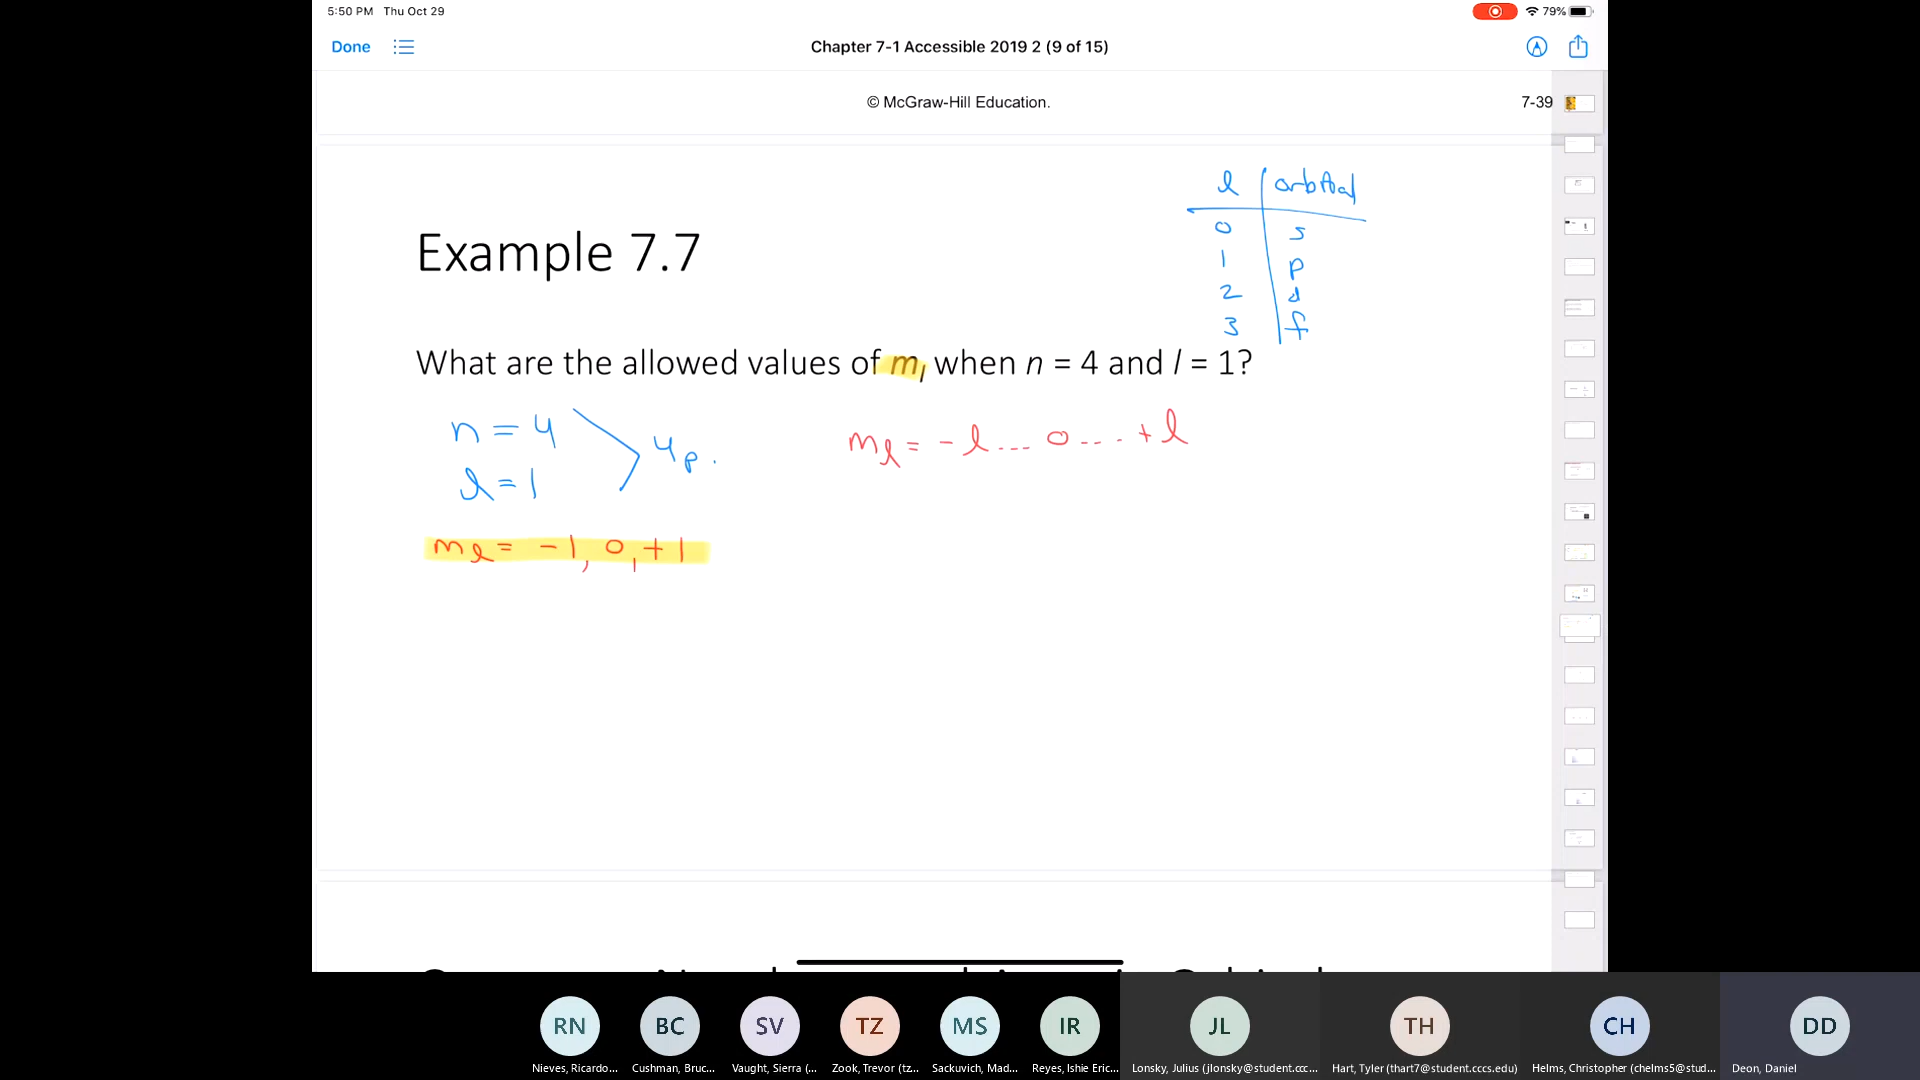 5:50 PM Thu Oct 29
79%
Done
Chapter 7-1 Accessible 2019 2 (9 of 15)
© McGraw-Hill Education.
7-39
l orbital
0 s
1 p
2 d
3 f
Example 7.7
What are the allowed values of ml when n = 4 and l = 1?
n = 4
l = 1
4p.
ml = -l ... 0 ... +l
ml = -1, 0, +1
RN
BC
SV
TZ
MS
IR
JL
TH
CH
DD
Nieves, Ricardo...
Cushman, Bruc...
Vaught, Sierra (...
Zook, Trevor (tz...
Sackuvich, Mad...
Reyes, Ishie Eric...
Lonsky, Julius (jlonsky@student.ccc...
Hart, Tyler (thart7@student.cccs.edu)
Helms, Christopher (chelms5@stud...
Deon, Daniel